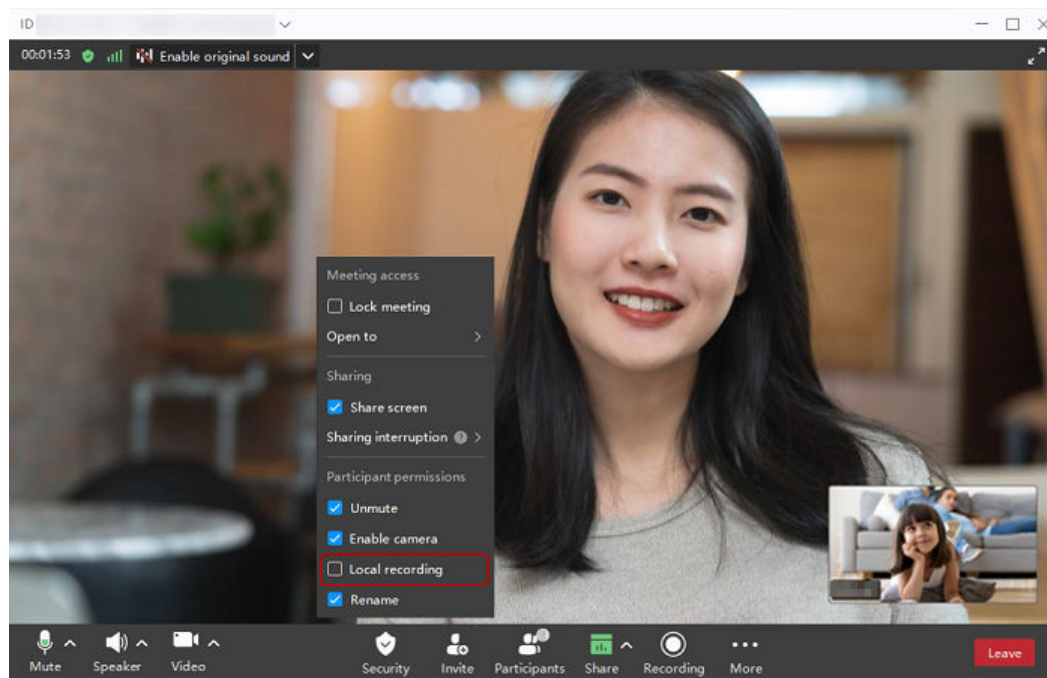 ID
00:01:53 Enable original sound
Meeting access
Lock meeting
Open to
Sharing
Share screen
Sharing interruption
Participant permissions
Unmute
Enable camera
Local recording
Rename
Mute Speaker Video Security Invite Participants Share Recording More Leave